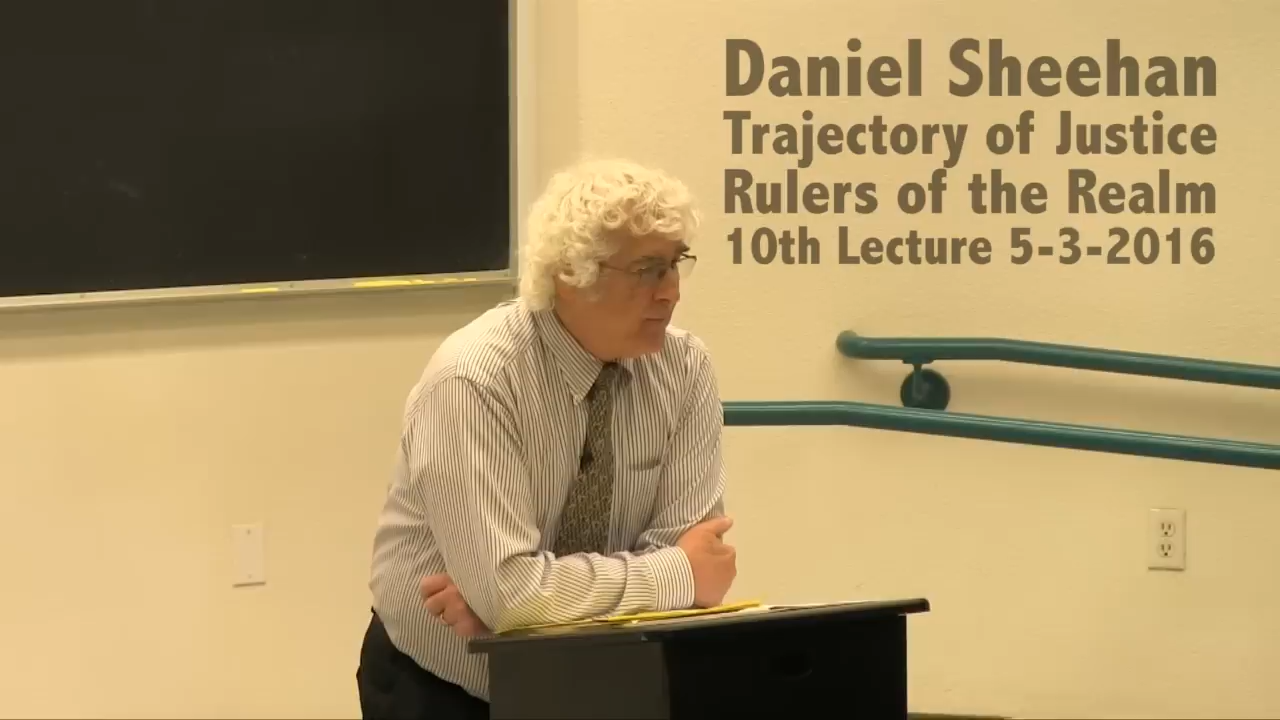 Daniel Sheehan
Trajectory of Justice
Rulers of the Realm
10th Lecture 5-3-2016